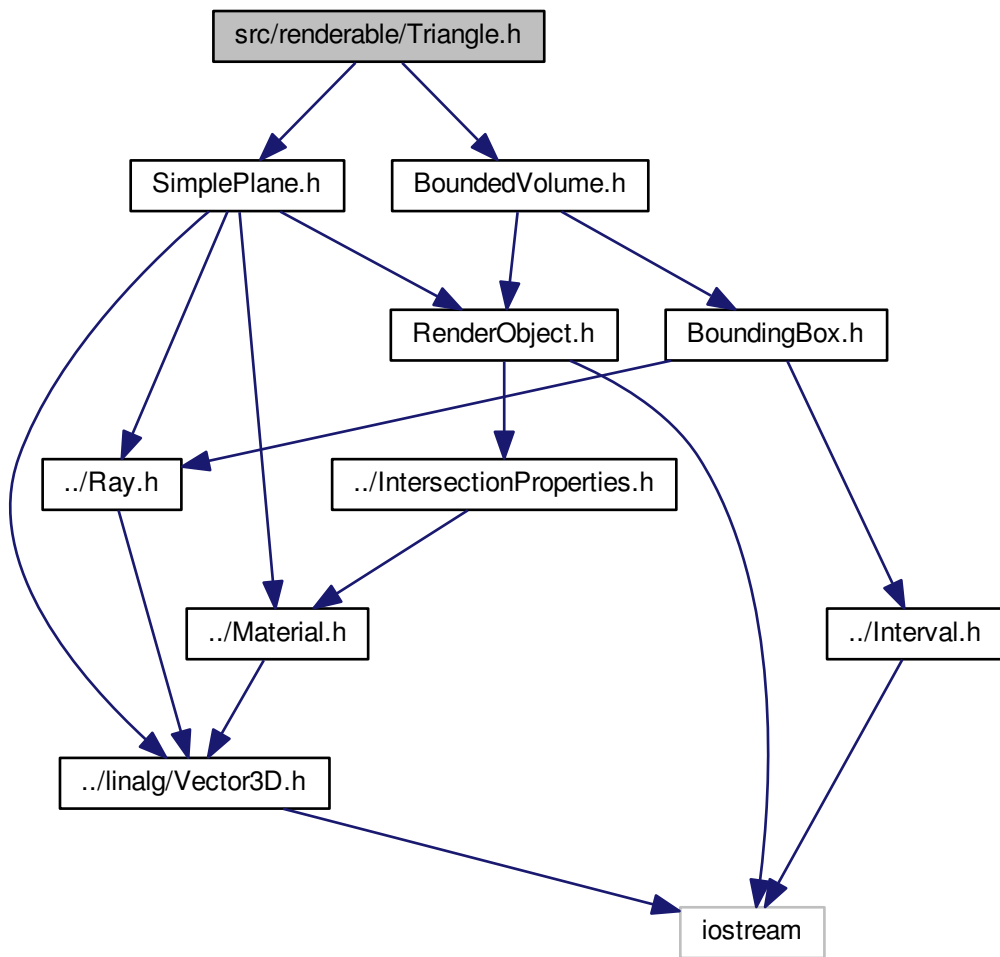 src/renderable/Triangle.h
SimplePlane.h
BoundedVolume.h
RenderObject.h
BoundingBox.h
../Ray.h
../IntersectionProperties.h
../Material.h
../Interval.h
../linalg/Vector3D.h
iostream